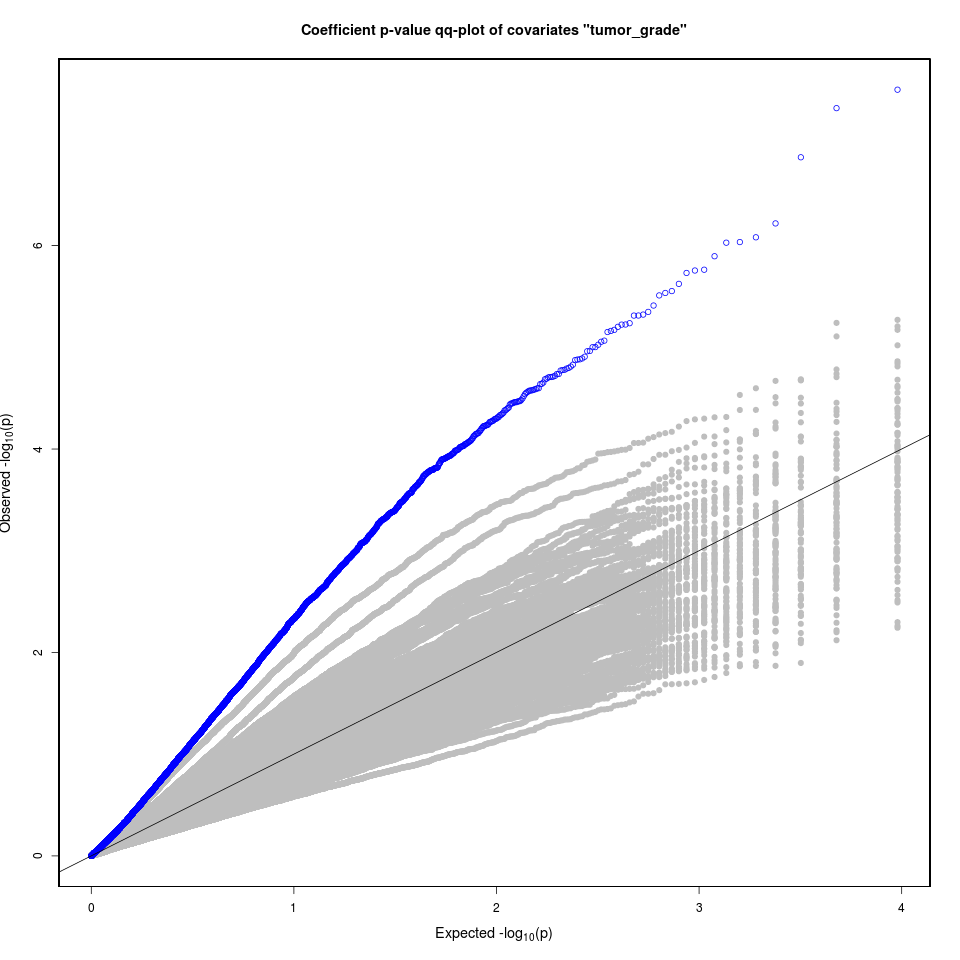 Coefficient p-value qq-plot of covariates "tumor_grade"
Observed -log10(p)
6
4
2
0
0 1 2 3 4
Expected -log10(p)